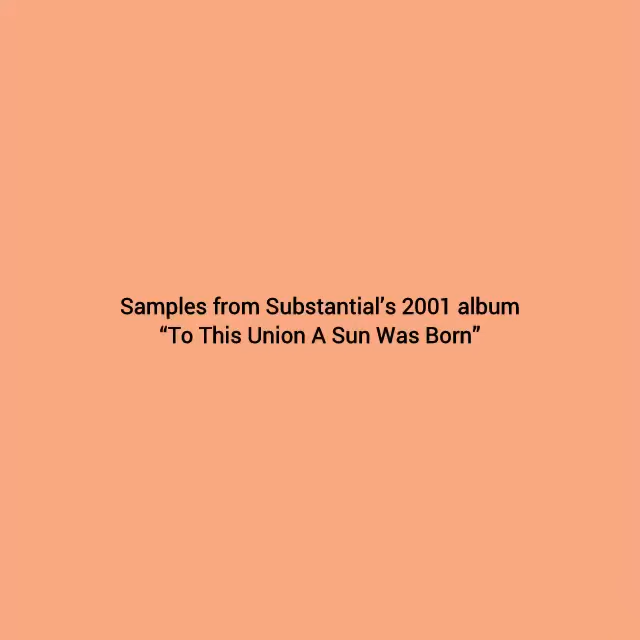 Samples from Substantial’s 2001 album
“To This Union A Sun Was Born”